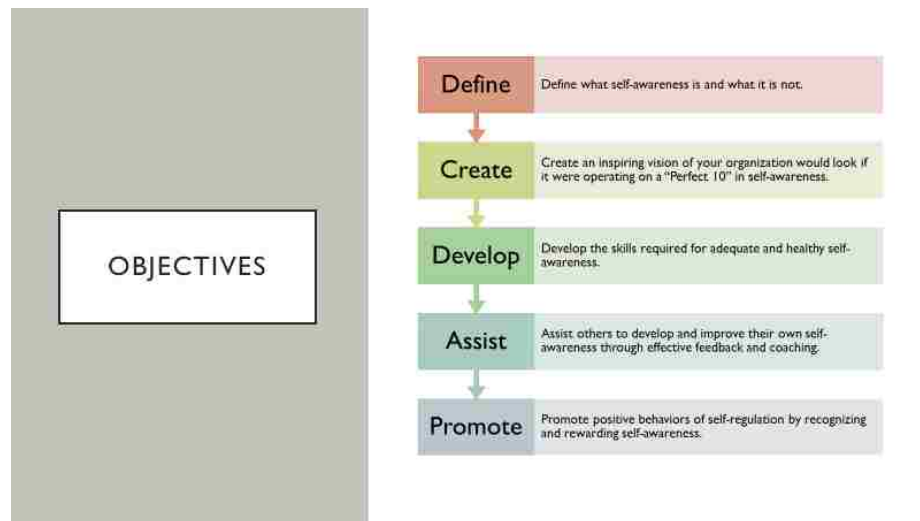 OBJECTIVES
Define
Define what self-awareness is and what it is not.
Create
Create an inspiring vision of your organization would look if
it were operating on a “Perfect 10” in self-awareness.
Develop
Develop the skills required for adequate and healthy self-
awareness.
Assist
Assist others to develop and improve their own self-
awareness through effective feedback and coaching.
Promote
Promote positive behaviors of self-regulation by recognizing
and rewarding self-awareness.